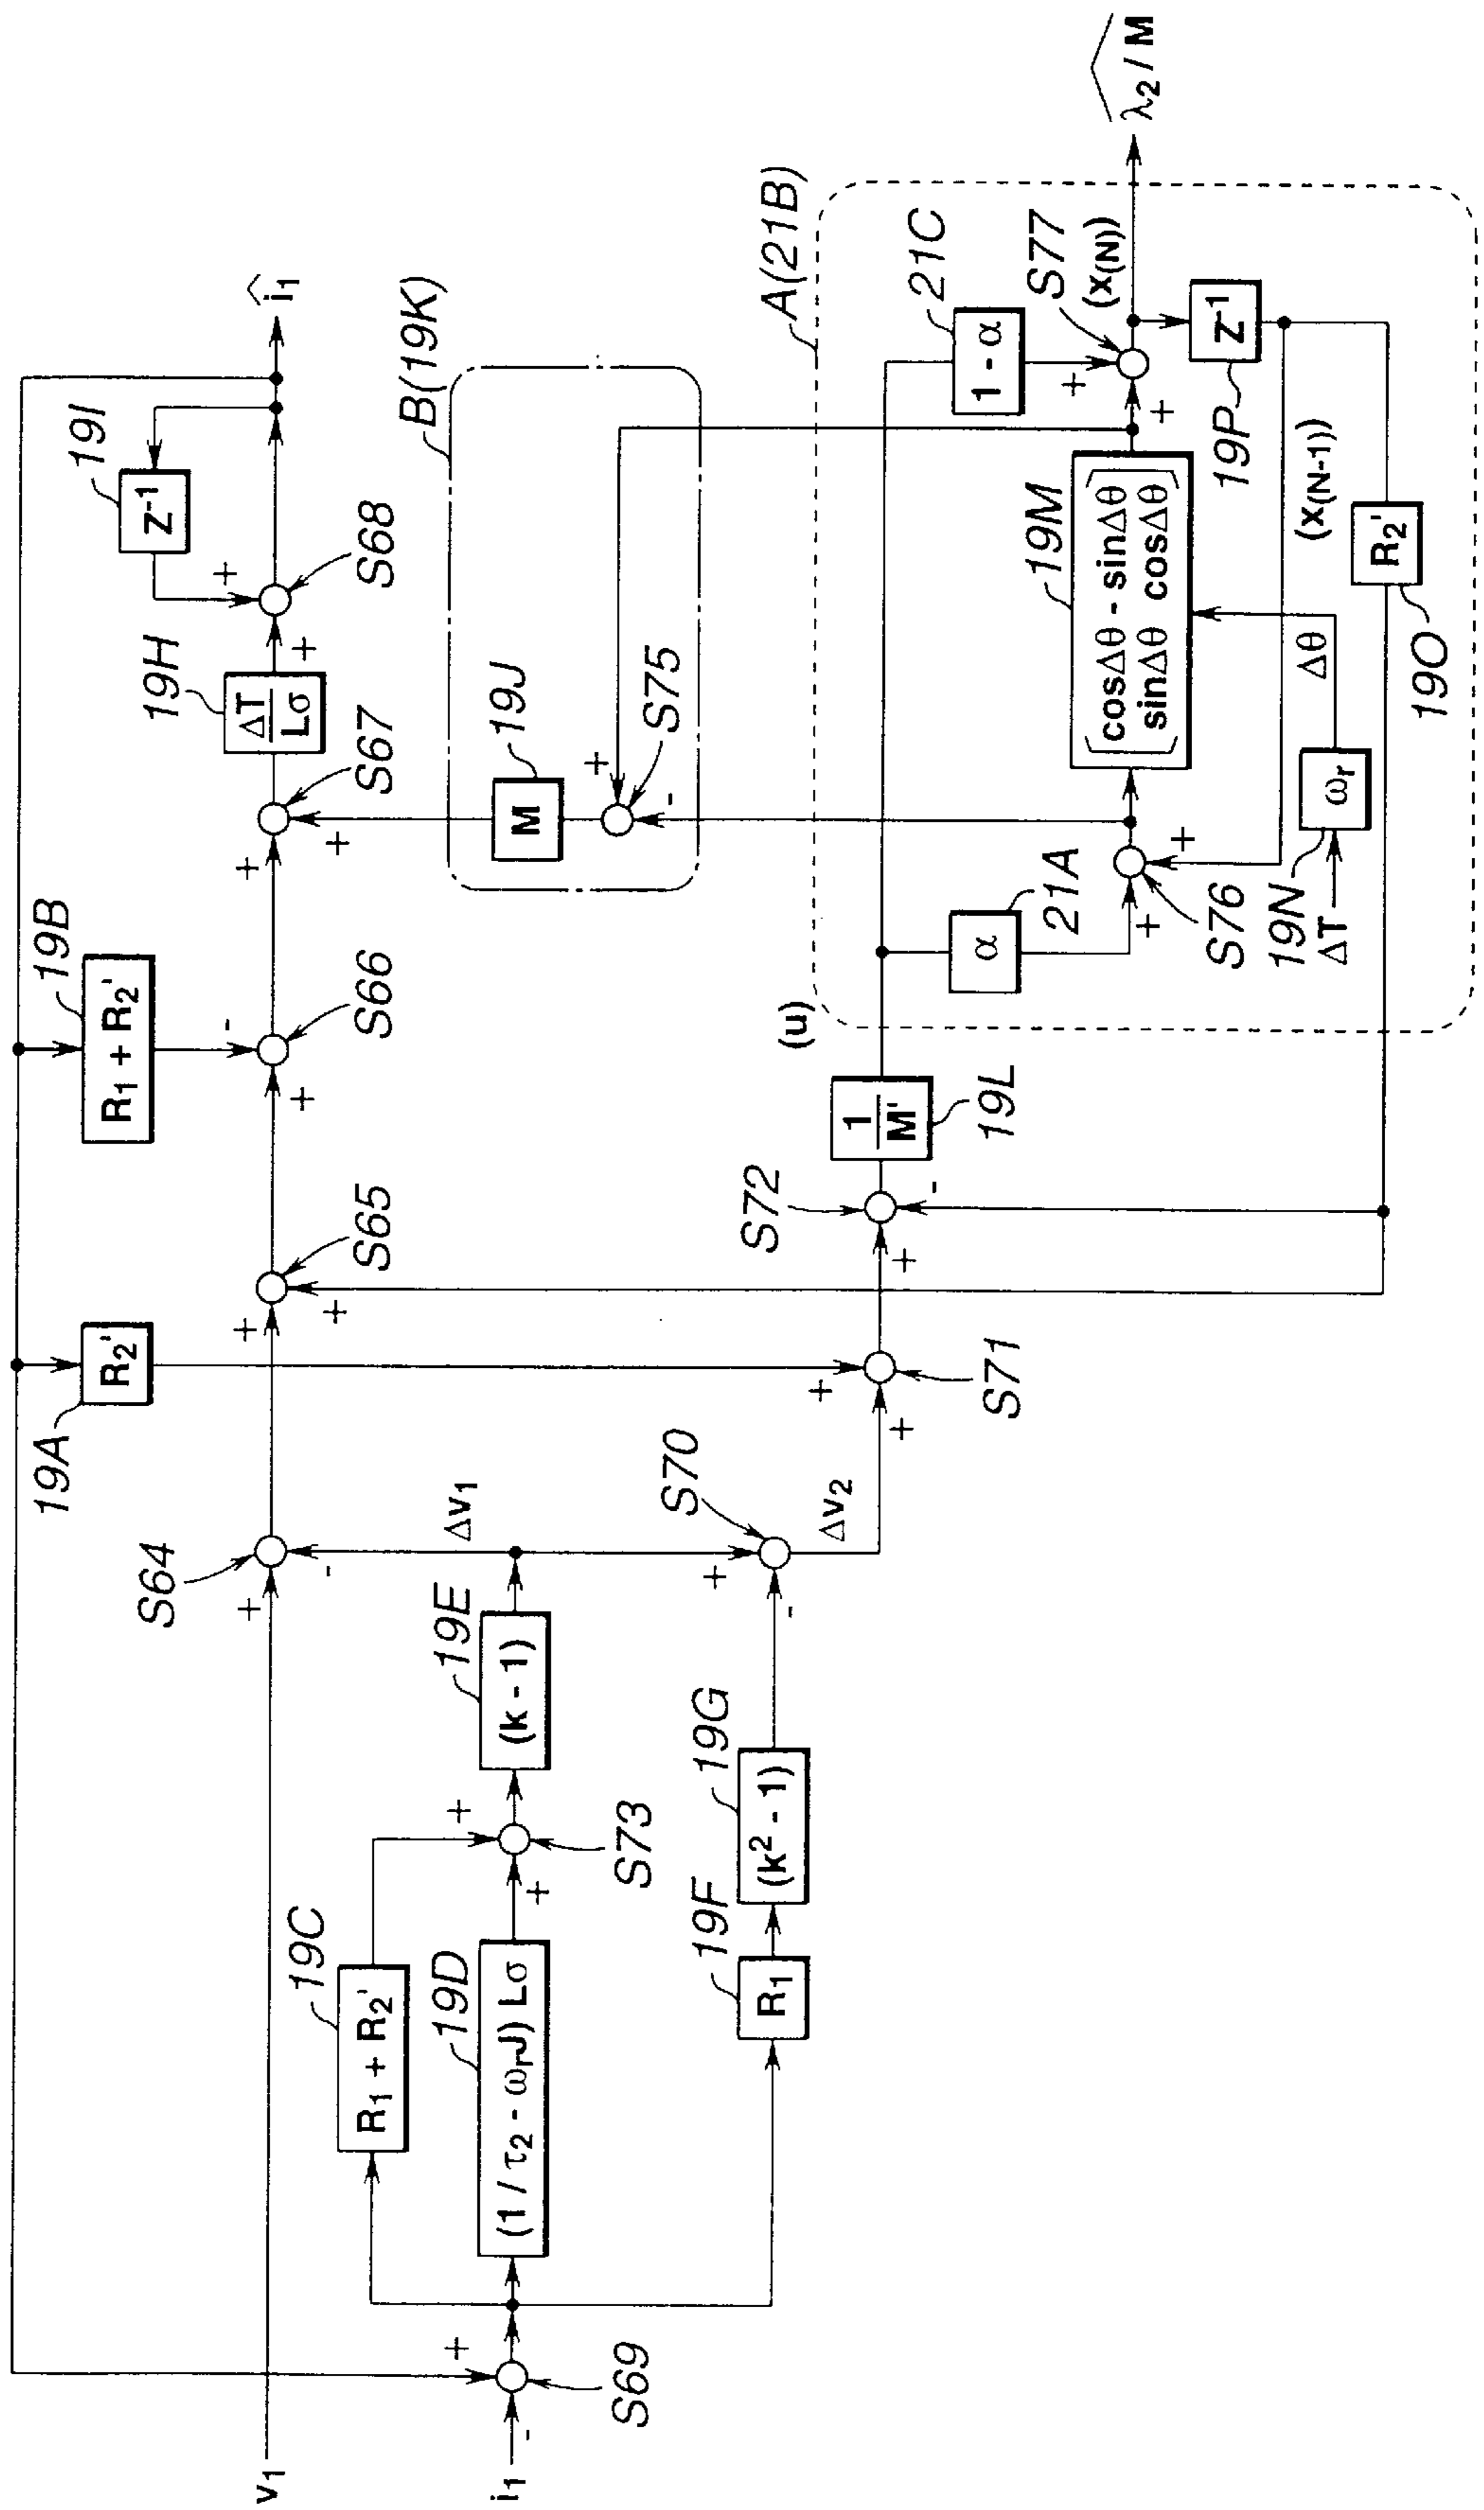 19A
R2'
19B
R1 + R2'
19H
ΔT
Lσ
19I
Z-1
v1
+
S64
+
-
+
+
S65
+
-
S66
+
+
S67
+
+
S68
î1
19C
R1 + R2'
+
Δv1
B(19K)
i1
-
+
S69
19D
(1 / τ2 - ωrJ) Lσ
+
S73
19E
(k - 1)
M
19J
+
-
S75
19F
R1
19G
(k2 - 1)
-
+
S70
Δv2
+
+
S71
+
S72
-
1
M'
19L
(u)
A(21B)
α
21A
1 - α
21C
+
+
S76
19M
cosΔθ - sinΔθ
sinΔθ cosΔθ
+
+
S77
(x(N))
λ2 / M
Z-1
19P
ΔT
19N
ωr
Δθ
(x(N-1))
R2'
19O